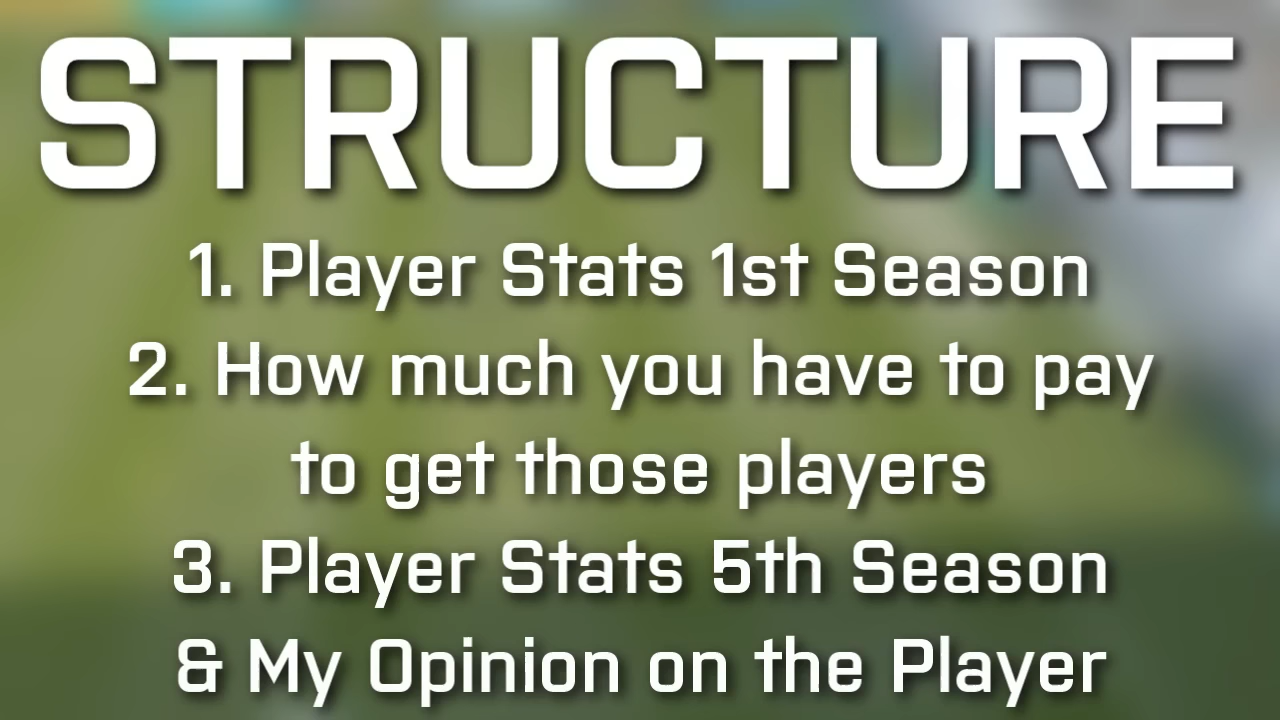 STRUCTURE
1. Player Stats 1st Season
2. How much you have to pay
to get those players
3. Player Stats 5th Season
& My Opinion on the Player